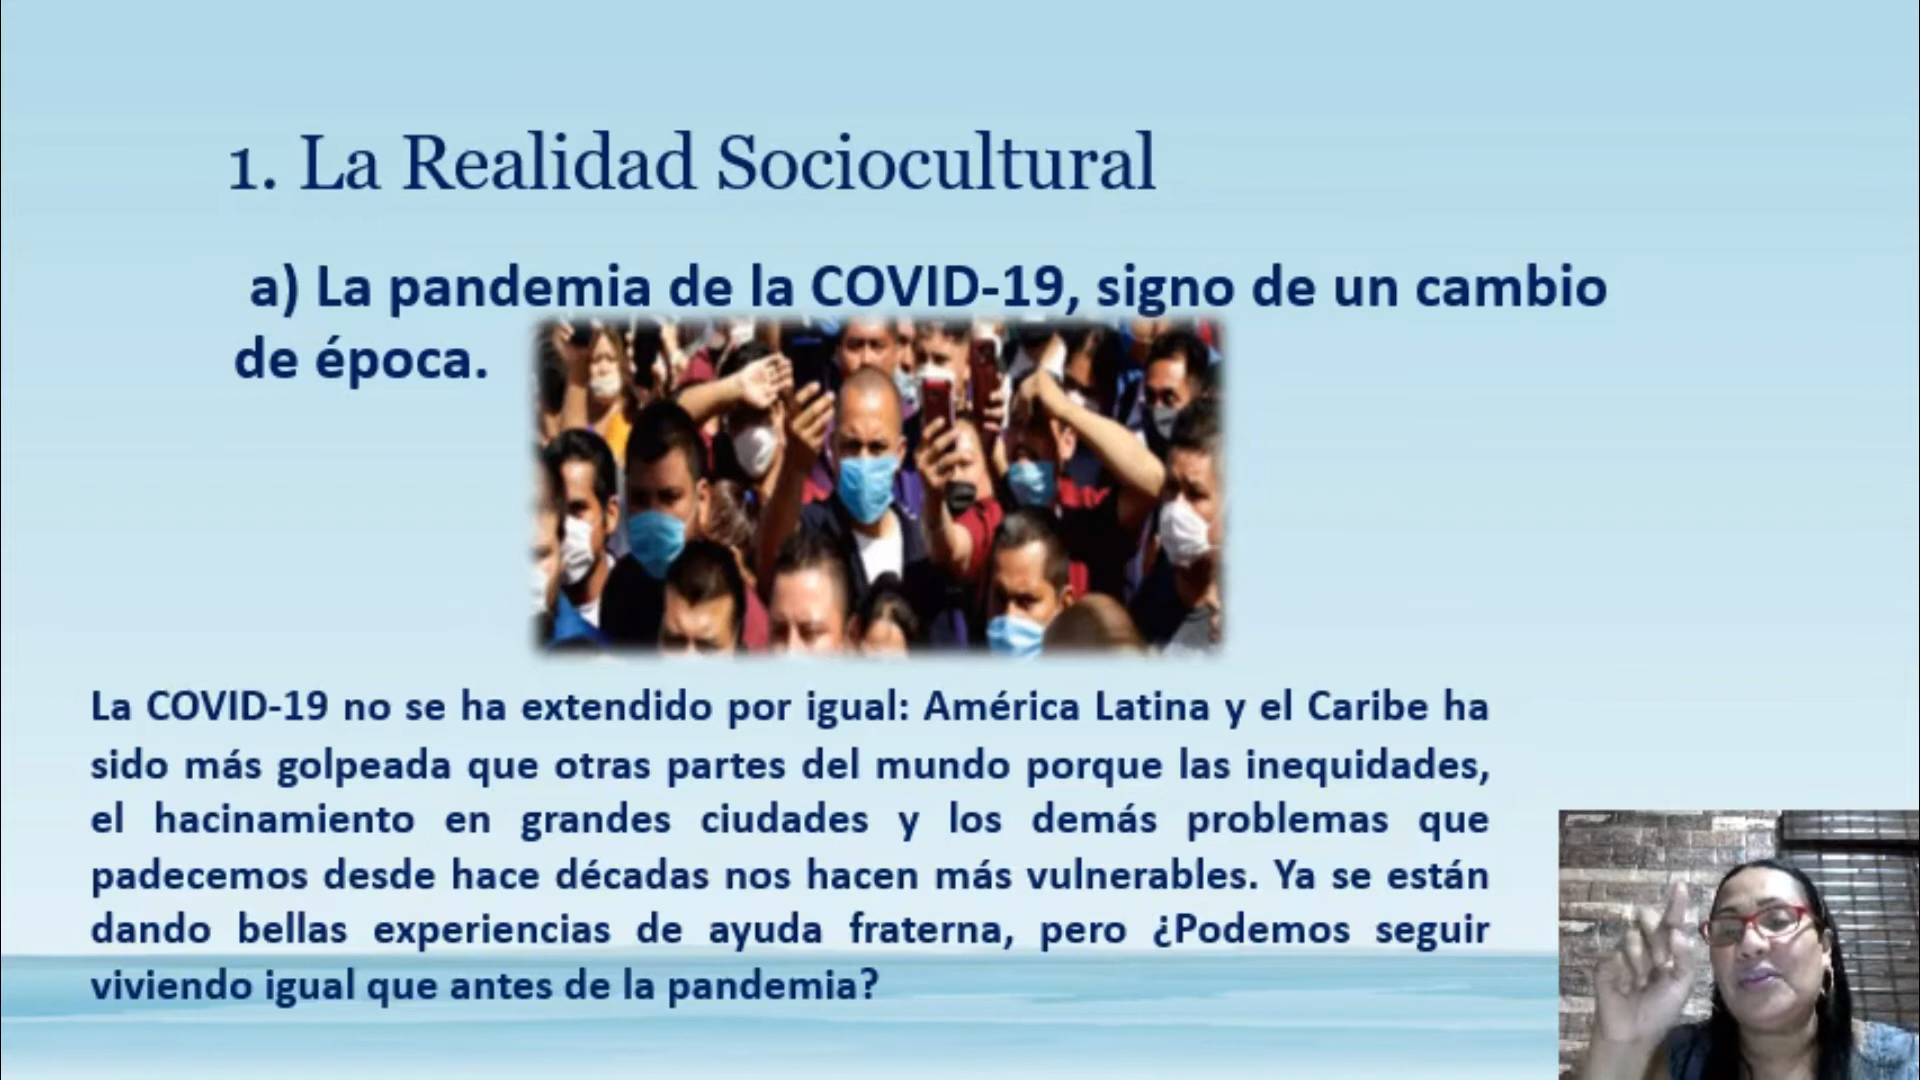 1. La Realidad Sociocultural
a) La pandemia de la COVID-19, signo de un cambio
de época.
La COVID-19 no se ha extendido por igual: América Latina y el Caribe ha
sido más golpeada que otras partes del mundo porque las inequidades,
el hacinamiento en grandes ciudades y los demás problemas que
padecemos desde hace décadas nos hacen más vulnerables. Ya se están
dando bellas experiencias de ayuda fraterna, pero ¿Podemos seguir
viviendo igual que antes de la pandemia?